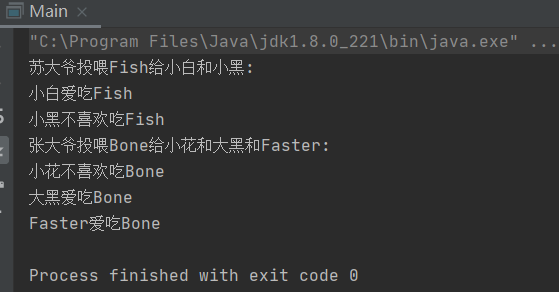 Main
"C:\Program Files\Java\jdk1.8.0_221\bin\java.exe" ...
苏大爷投喂Fish给小白和小黑:
小白爱吃Fish
小黑不喜欢吃Fish
张大爷投喂Bone给小花和大黑和Faster:
小花不喜欢吃Bone
大黑爱吃Bone
Faster爱吃Bone
Process finished with exit code 0